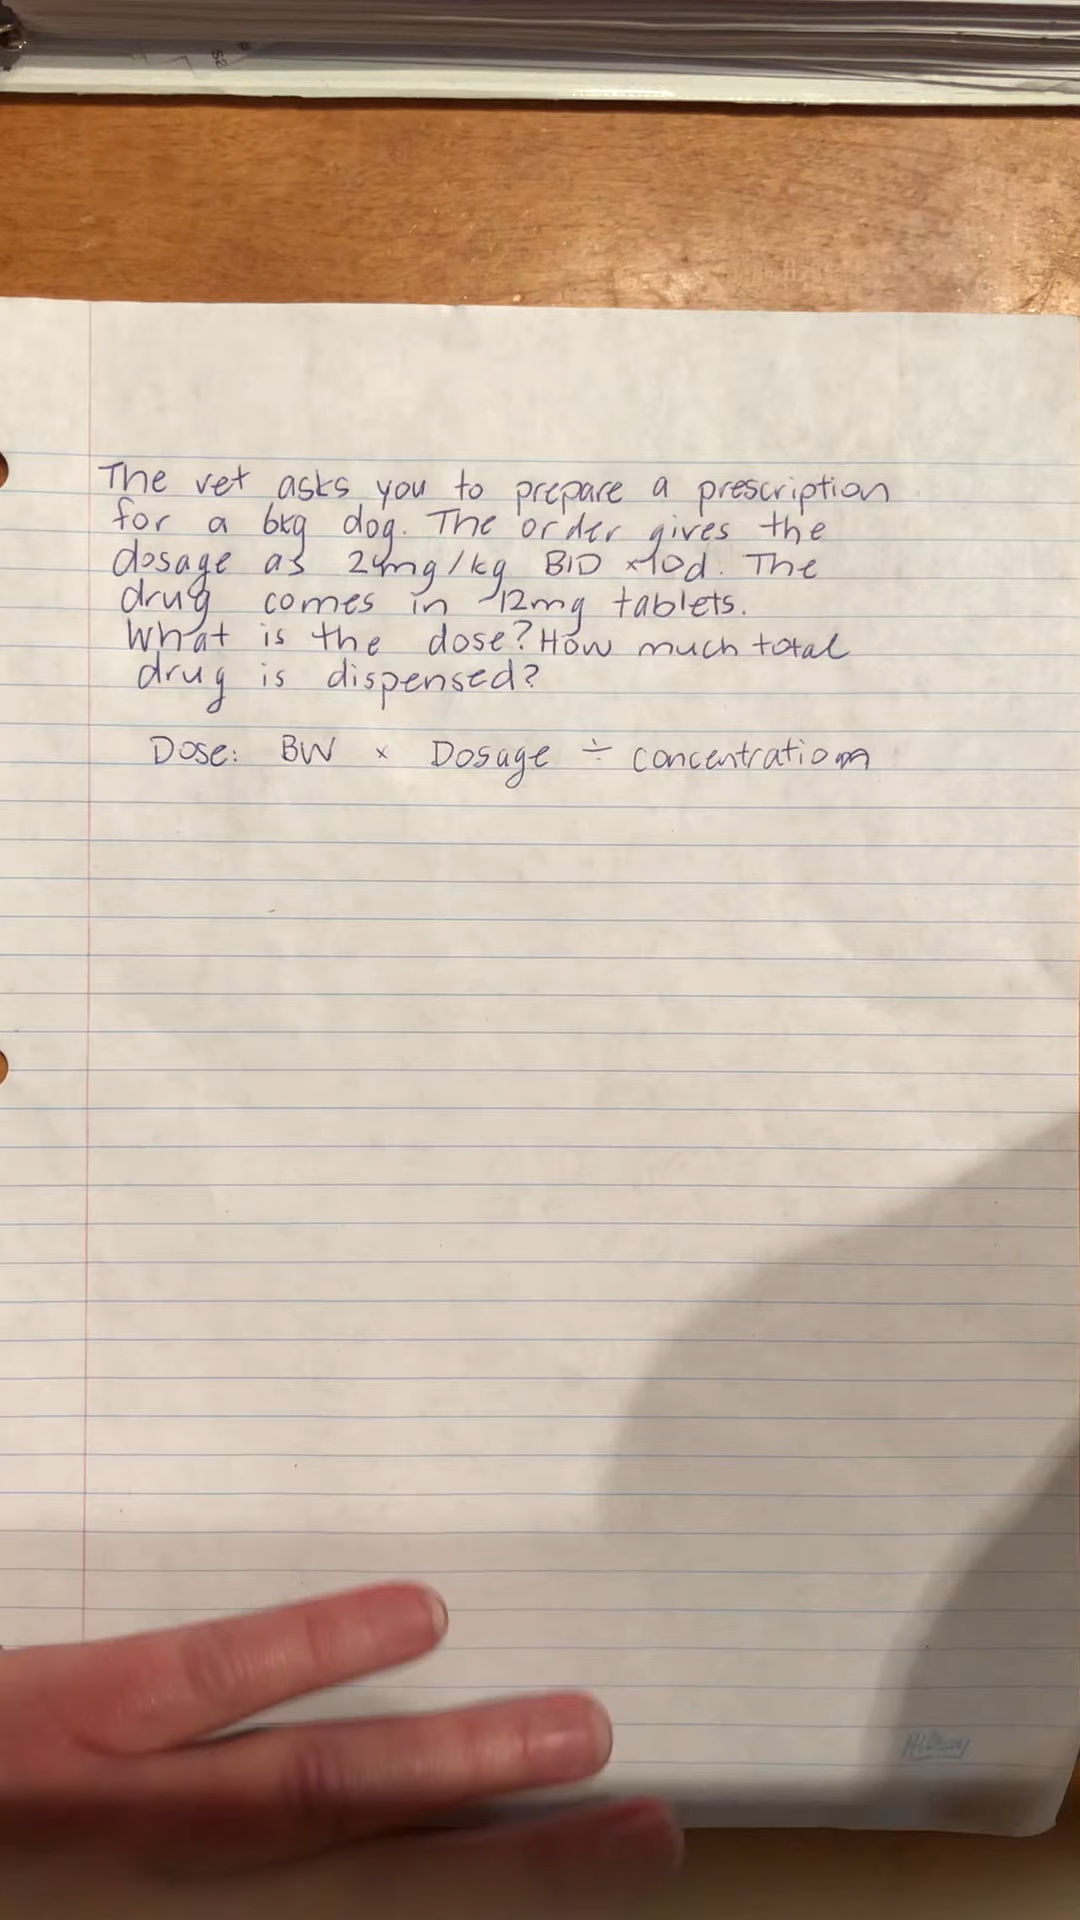 The vet asks you to prepare a prescription
for a 6kg dog. The order gives the
dosage as 24mg/kg BID x10d. The
drug comes in 12mg tablets.
What is the dose? How much total
drug is dispensed?
Dose: BW x Dosage ÷ concentration